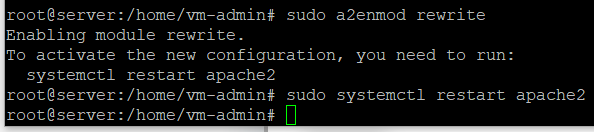 root@server:/home/vm-admin# sudo a2enmod rewrite
Enabling module rewrite.
To activate the new configuration, you need to run:
  systemctl restart apache2
root@server:/home/vm-admin# sudo systemctl restart apache2
root@server:/home/vm-admin#